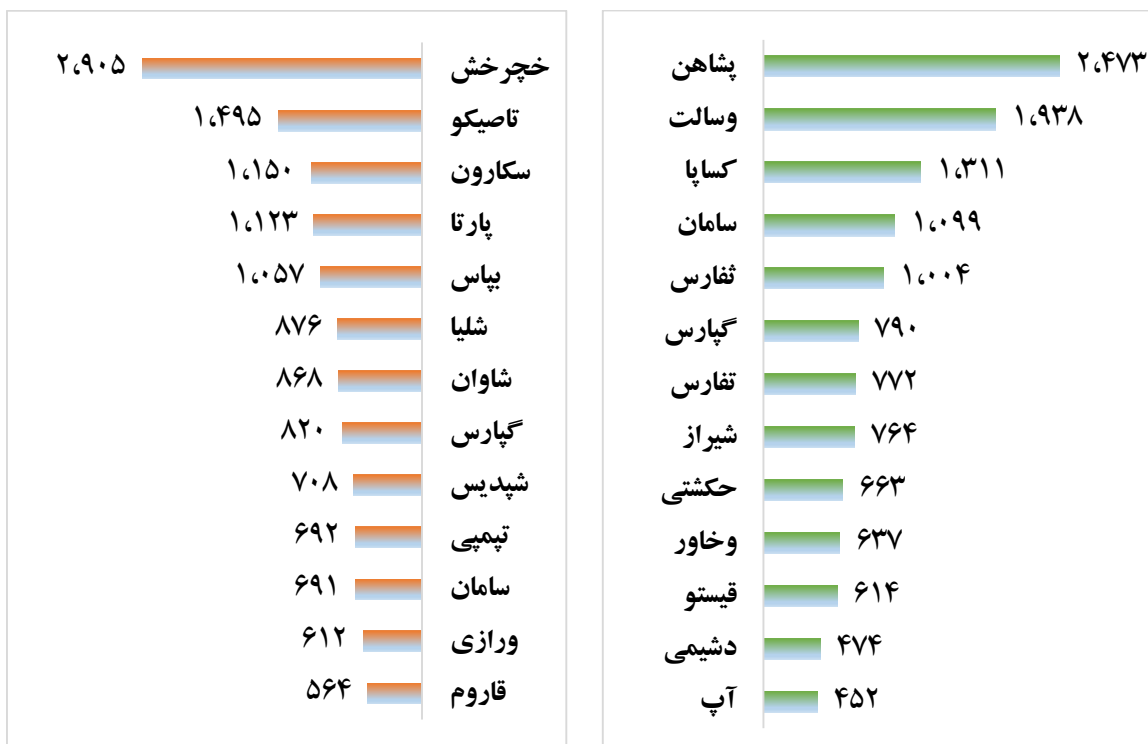 پشاهن ۲،۴۷۳
وسالت ۱،۹۳۸
کساپا ۱،۳۱۱
سامان ۱،۰۹۹
ثفارس ۱،۰۰۴
گپارس ۷۹۰
تفارس ۷۷۲
شیراز ۷۶۴
حکشتی ۶۶۳
وخاور ۶۳۷
قیستو ۶۱۴
دشیمی ۴۷۴
آپ ۴۵۲
خچرخش ۲،۹۰۵
تاصیکو ۱،۴۹۵
سکارون ۱،۱۵۰
پارتا ۱،۱۲۳
بپاس ۱،۰۵۷
شلیا ۸۷۶
شاوان ۸۶۸
گپارس ۸۲۰
شپدیس ۷۰۸
تپمپی ۶۹۲
سامان ۶۹۱
ورازی ۶۱۲
قاروم ۵۶۴